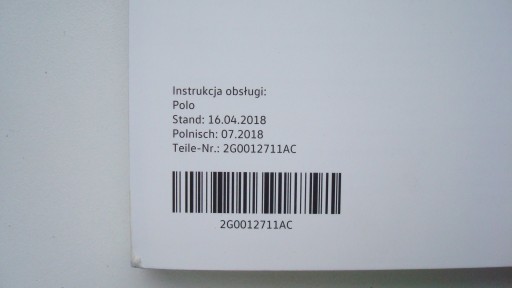 Instrukcja obsługi:
Polo
Stand: 16.04.2018
Polnisch: 07.2018
Teile-Nr.: 2G0012711AC
2G0012711AC